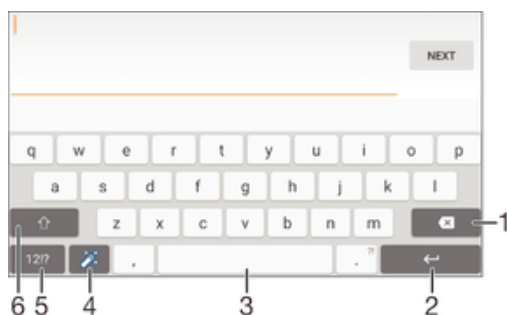 NEXT
q w e r t y u i o p
a s d f g h j k l
z x c v b n m 1
12!? , . ?!
6 5 4 3 2